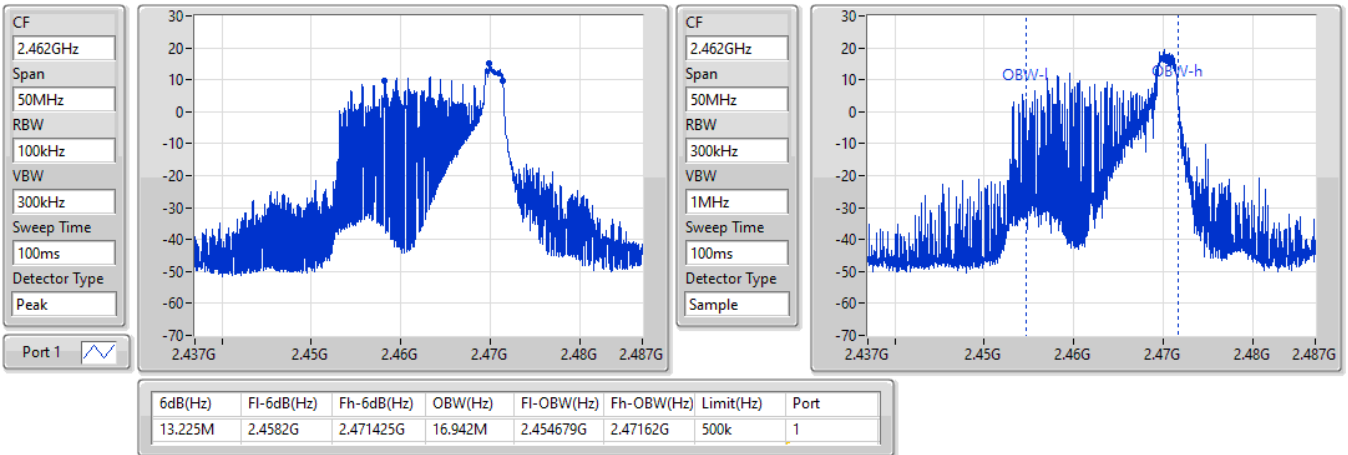 CF
2.462GHz
Span
50MHz
RBW
100kHz
VBW
300kHz
Sweep Time
100ms
Detector Type
Peak
Port 1
30
20
10
0
-10
-20
-30
-40
-50
-60
-70
2.437G 2.45G 2.46G 2.47G 2.48G 2.487G
CF
2.462GHz
Span
50MHz
RBW
300kHz
VBW
1MHz
Sweep Time
100ms
Detector Type
Sample
30
20
10
0
-10
-20
-30
-40
-50
-60
-70
OBW-l OBW-h
2.437G 2.45G 2.46G 2.47G 2.48G 2.487G
6dB(Hz) Fl-6dB(Hz) Fh-6dB(Hz) OBW(Hz) Fl-OBW(Hz) Fh-OBW(Hz) Limit(Hz) Port
13.225M 2.4582G 2.471425G 16.942M 2.454679G 2.47162G 500k 1